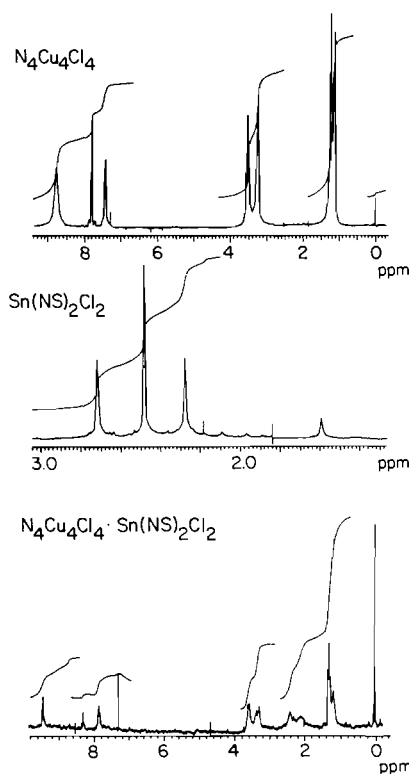 N₄Cu₄Cl₄
8 6 4 2 0
ppm
Sn(NS)₂Cl₂
3.0 2.0
ppm
N₄Cu₄Cl₄·Sn(NS)₂Cl₂
8 6 4 2 0
ppm